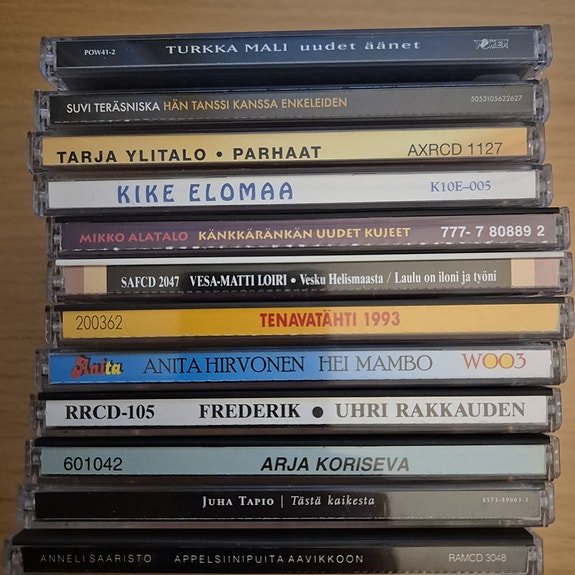 POW41-2 TURKKA MALI uudet äänet
SUVI TERÄSNISKA HÄN TANSSI KANSSA ENKELEIDEN 5053105622627
TARJA YLITALO • PARHAAT AXRCD 1127
KIKE ELOMAA K10E-005
MIKKO ALATALO KÄNKKÄRÄNKÄN UUDET KUJEET 777- 7 80889 2
SAFCD 2047 VESA-MATTI LOIRI • Vesku Helismaasta / Laulu on iloni ja työni
200362 TENAVATÄHTI 1993
Anita ANITA HIRVONEN HEI MAMBO WOO3
RRCD-105 FREDERIK • UHRI RAKKAUDEN
601042 ARJA KORISEVA
JUHA TAPIO | Tästä kaikesta
ANNELI SAARISTO APPELSIINIPUITA AAVIKKOON RAMCD 3048